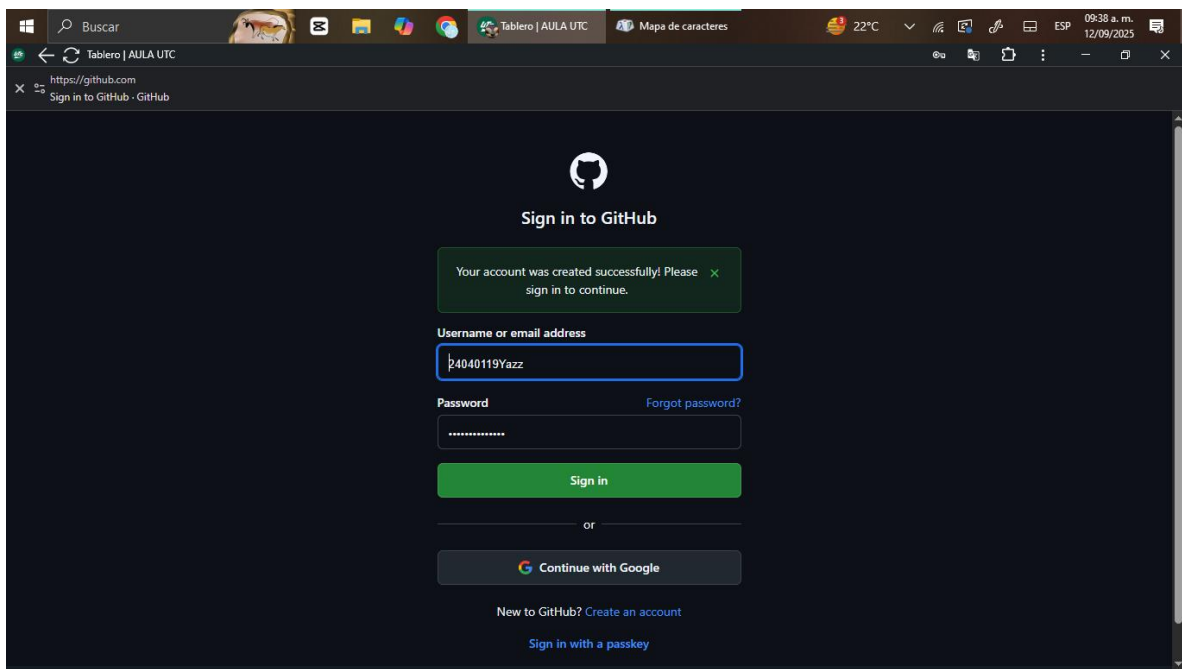 Buscar
Tablero | AULA UTC
Mapa de caracteres
3
22°C
ESP
09:38 a. m.
12/09/2025
Tablero | AULA UTC
https://github.com
Sign in to GitHub · GitHub
Sign in to GitHub
Your account was created successfully! Please
sign in to continue.
Username or email address
24040119Yazz
Password
Forgot password?
Sign in
or
Continue with Google
New to GitHub? Create an account
Sign in with a passkey